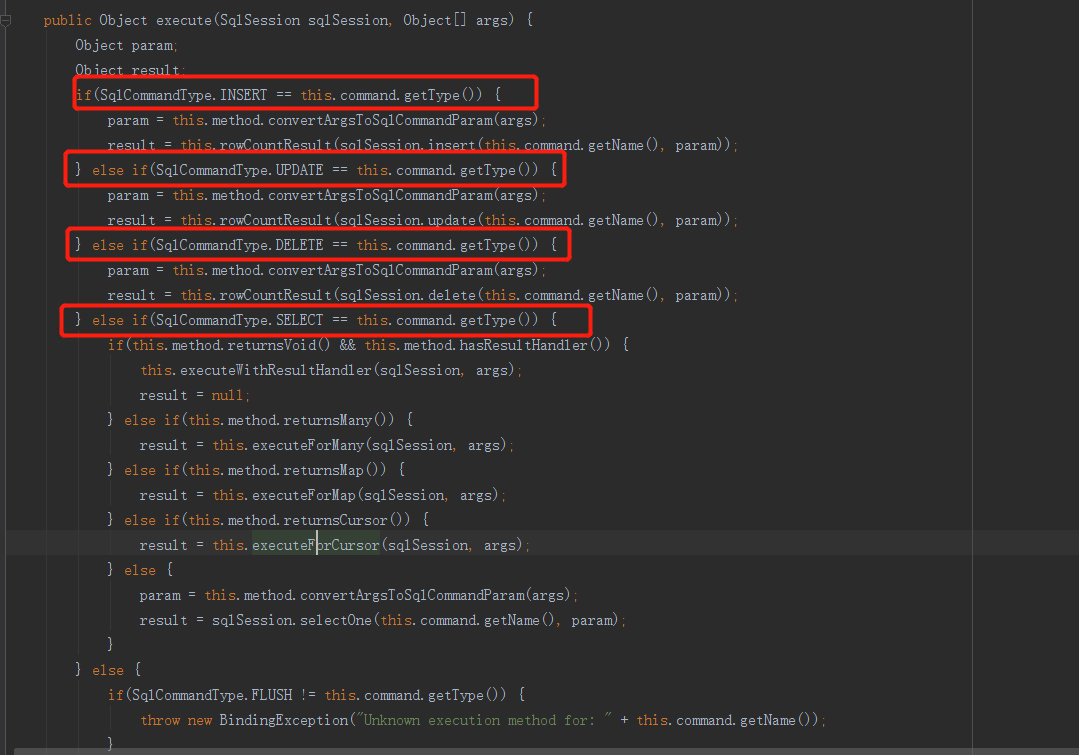 public Object execute(SqlSession sqlSession, Object[] args) {
Object param;
Object result;
if(SqlCommandType.INSERT == this.command.getType()) {
param = this.method.convertArgsToSqlCommandParam(args);
result = this.rowCountResult(sqlSession.insert(this.command.getName(), param));
} else if(SqlCommandType.UPDATE == this.command.getType()) {
param = this.method.convertArgsToSqlCommandParam(args);
result = this.rowCountResult(sqlSession.update(this.command.getName(), param));
} else if(SqlCommandType.DELETE == this.command.getType()) {
param = this.method.convertArgsToSqlCommandParam(args);
result = this.rowCountResult(sqlSession.delete(this.command.getName(), param));
} else if(SqlCommandType.SELECT == this.command.getType()) {
if(this.method.returnsVoid() && this.method.hasResultHandler()) {
this.executeWithResultHandler(sqlSession, args);
result = null;
} else if(this.method.returnsMany()) {
result = this.executeForMany(sqlSession, args);
} else if(this.method.returnsMap()) {
result = this.executeForMap(sqlSession, args);
} else if(this.method.returnsCursor()) {
result = this.executeForCursor(sqlSession, args);
} else {
param = this.method.convertArgsToSqlCommandParam(args);
result = sqlSession.selectOne(this.command.getName(), param);
}
} else {
if(SqlCommandType.FLUSH != this.command.getType()) {
throw new BindingException("Unknown execution method for: " + this.command.getName());
}